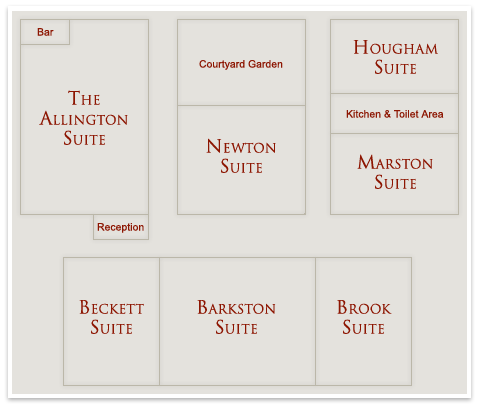 Bar
The
Allington
Suite
Reception
Courtyard Garden
Newton
Suite
Hougham
Suite
Kitchen & Toilet Area
Marston
Suite
Beckett
Suite
Barkston
Suite
Brook
Suite